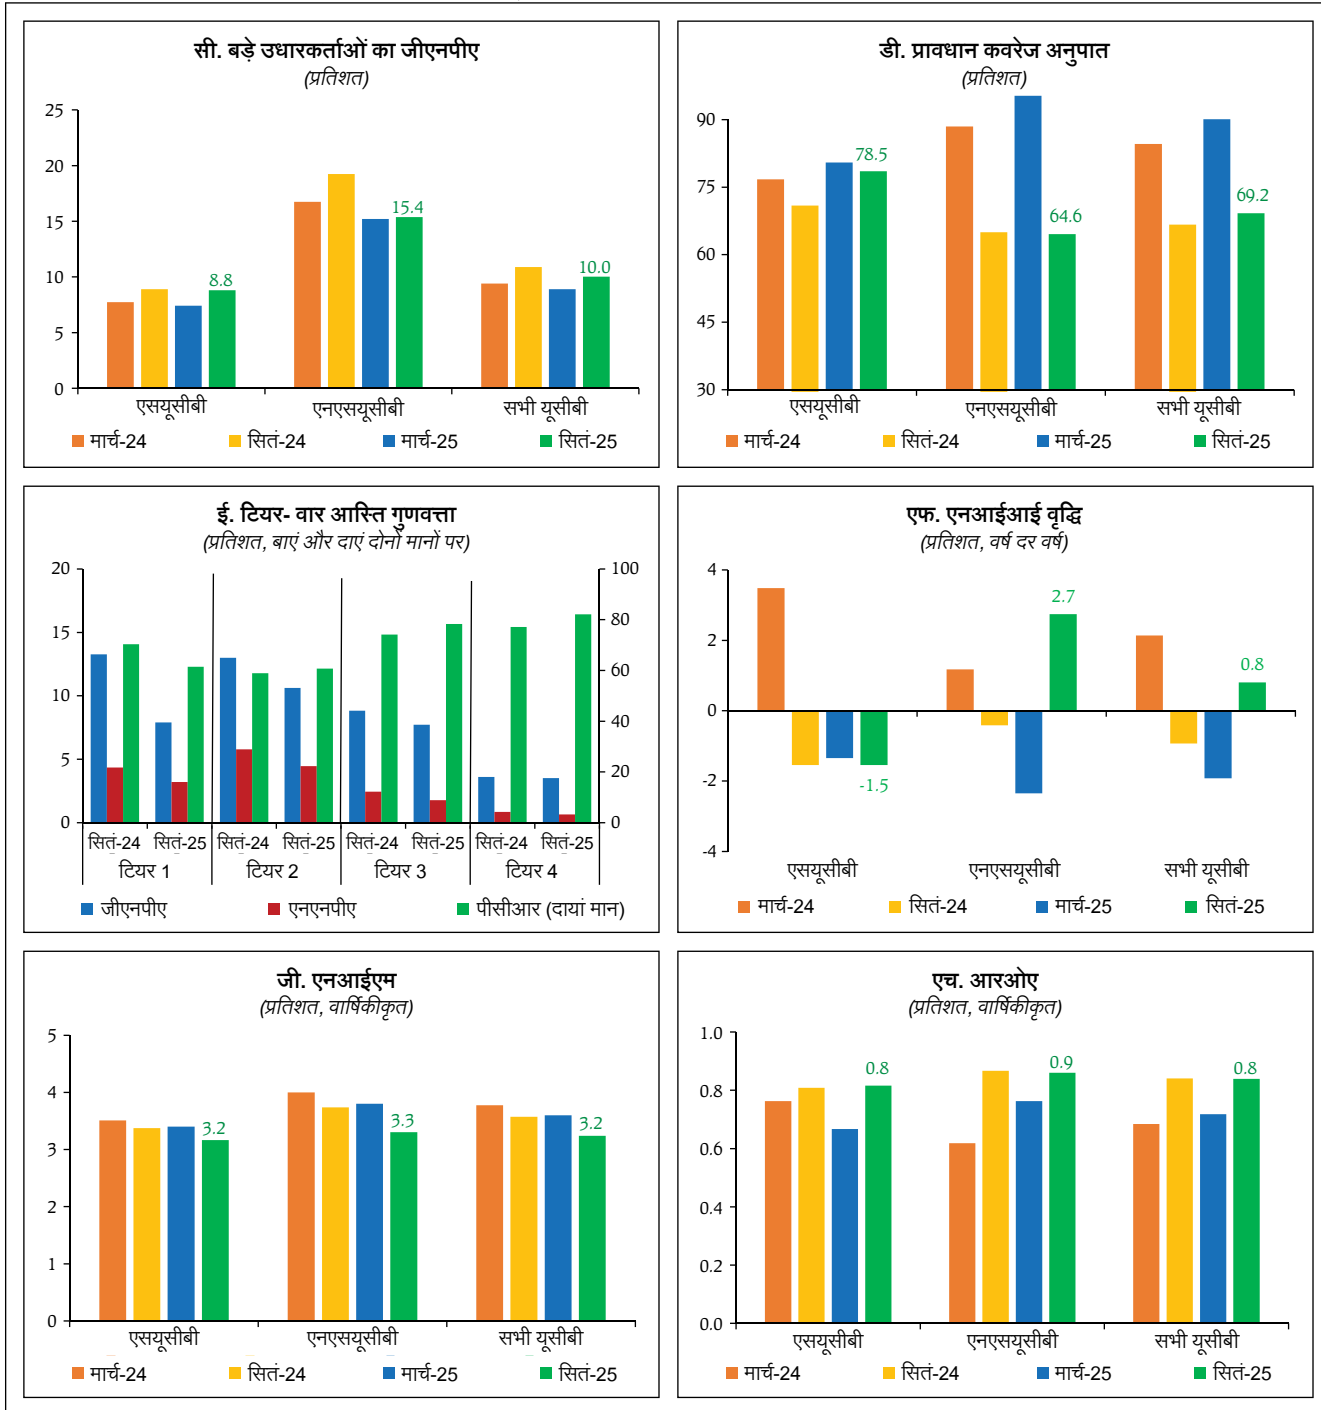 सी. बड़े उधारकर्ताओं का जीएनपीए
(प्रतिशत)
25
20
15
10
5
0
8.8
15.4
10.0
एसयूसीबी एनएसयूसीबी सभी यूसीबी
मार्च-24 सितं-24 मार्च-25 सितं-25
डी. प्रावधान कवरेज अनुपात
(प्रतिशत)
90
75
60
45
30
78.5
64.6
69.2
एसयूसीबी एनएसयूसीबी सभी यूसीबी
मार्च-24 सितं-24 मार्च-25 सितं-25
ई. टियर- वार आस्ति गुणवत्ता
(प्रतिशत, बाएं और दाएं दोनों मानों पर)
20
15
10
5
0
100
80
60
40
20
0
सितं-24 सितं-25 सितं-24 सितं-25 सितं-24 सितं-25 सितं-24 सितं-25
टियर 1 टियर 2 टियर 3 टियर 4
जीएनपीए एनएनपीए पीसीआर (दायां मान)
एफ. एनआईआई वृद्धि
(प्रतिशत, वर्ष दर वर्ष)
4
2
0
-2
-4
-1.5
2.7
0.8
एसयूसीबी एनएसयूसीबी सभी यूसीबी
मार्च-24 सितं-24 मार्च-25 सितं-25
जी. एनआईएम
(प्रतिशत, वार्षिकीकृत)
5
4
3
2
1
0
3.2
3.3
3.2
एसयूसीबी एनएसयूसीबी सभी यूसीबी
मार्च-24 सितं-24 मार्च-25 सितं-25
एच. आरओए
(प्रतिशत, वार्षिकीकृत)
1.0
0.8
0.6
0.4
0.2
0.0
0.8
0.9
0.8
एसयूसीबी एनएसयूसीबी सभी यूसीबी
मार्च-24 सितं-24 मार्च-25 सितं-25